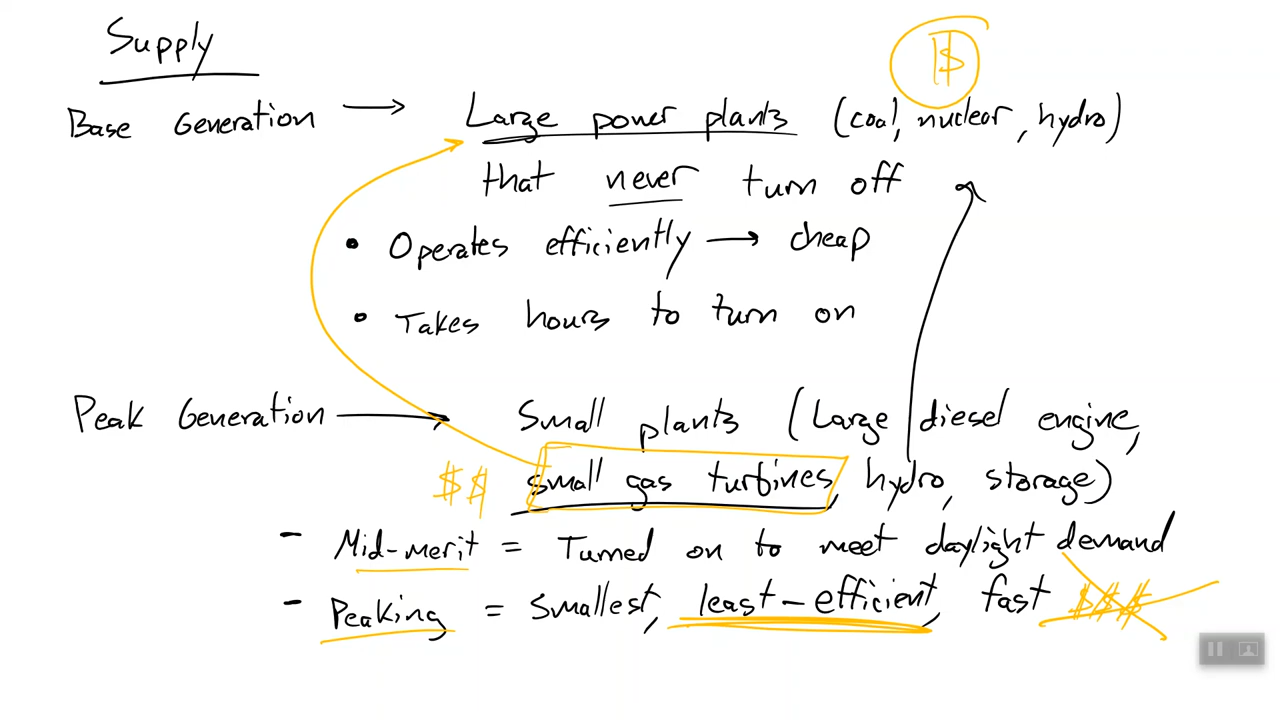 Supply
$
Base Generation → Large power plants (coal, nuclear, hydro)
that never turn off
• Operates efficiently → cheap
• Takes hours to turn on
Peak Generation → Small plants (Large diesel engine,
$$ small gas turbines, hydro, storage)
- Mid-merit = Turned on to meet daylight demand
- Peaking = Smallest, least-efficient, fast $$$